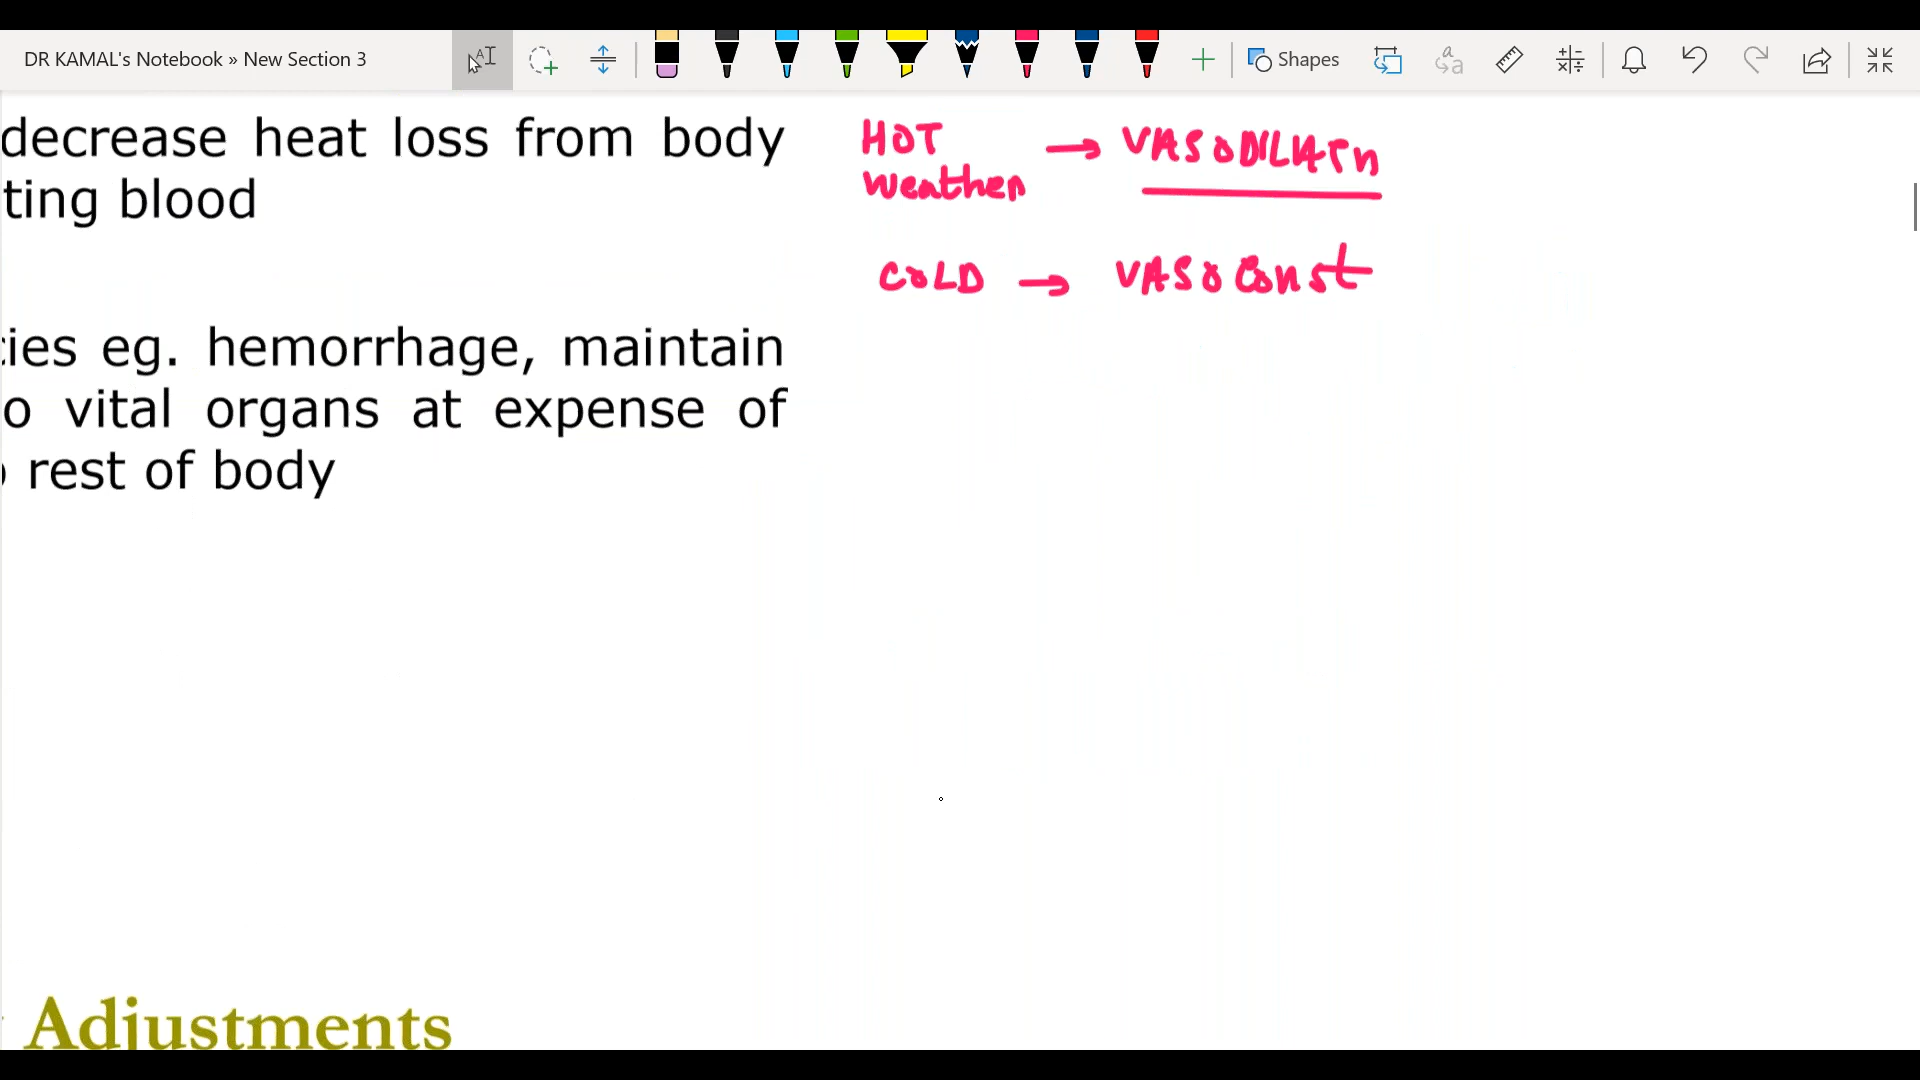 DR KAMAL's Notebook » New Section 3
Shapes
decrease heat loss from body
ting blood
HOT → VASODILATn
weather
COLD → VASOConst
cies eg. hemorrhage, maintain
o vital organs at expense of
rest of body
Adjustments